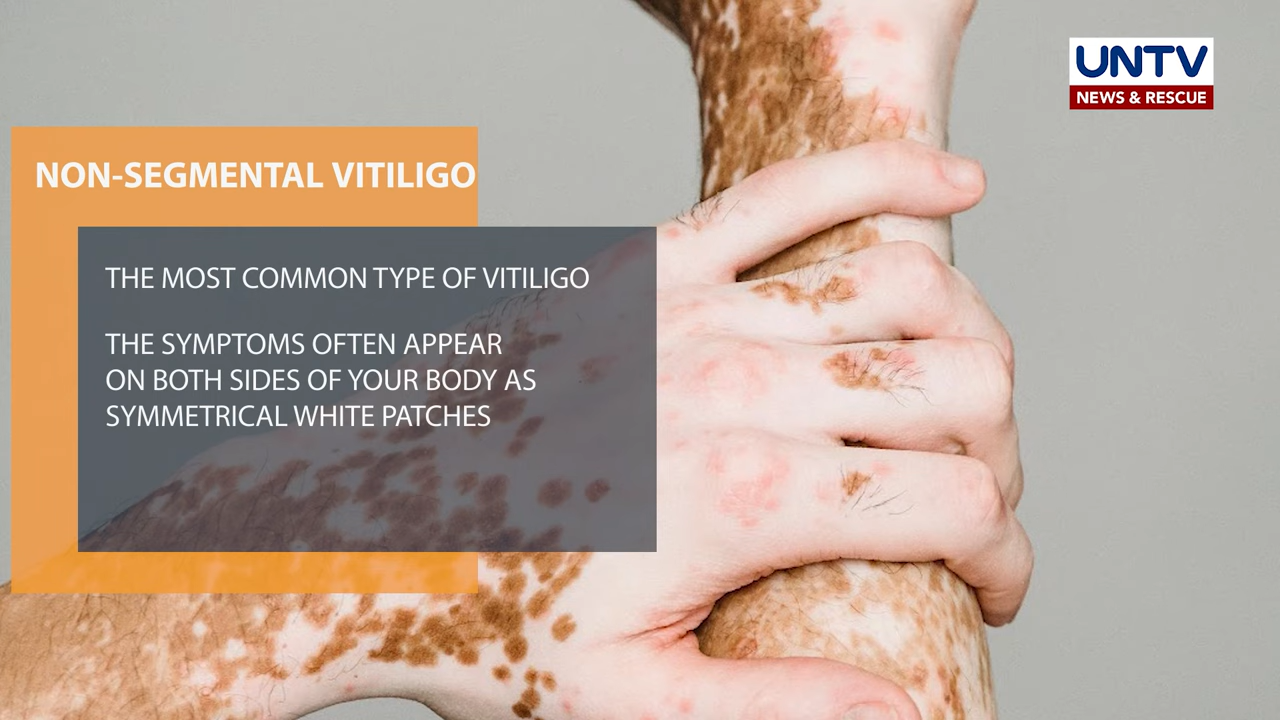 UNTV
NEWS & RESCUE
NON-SEGMENTAL VITILIGO
THE MOST COMMON TYPE OF VITILIGO
THE SYMPTOMS OFTEN APPEAR
ON BOTH SIDES OF YOUR BODY AS
SYMMETRICAL WHITE PATCHES